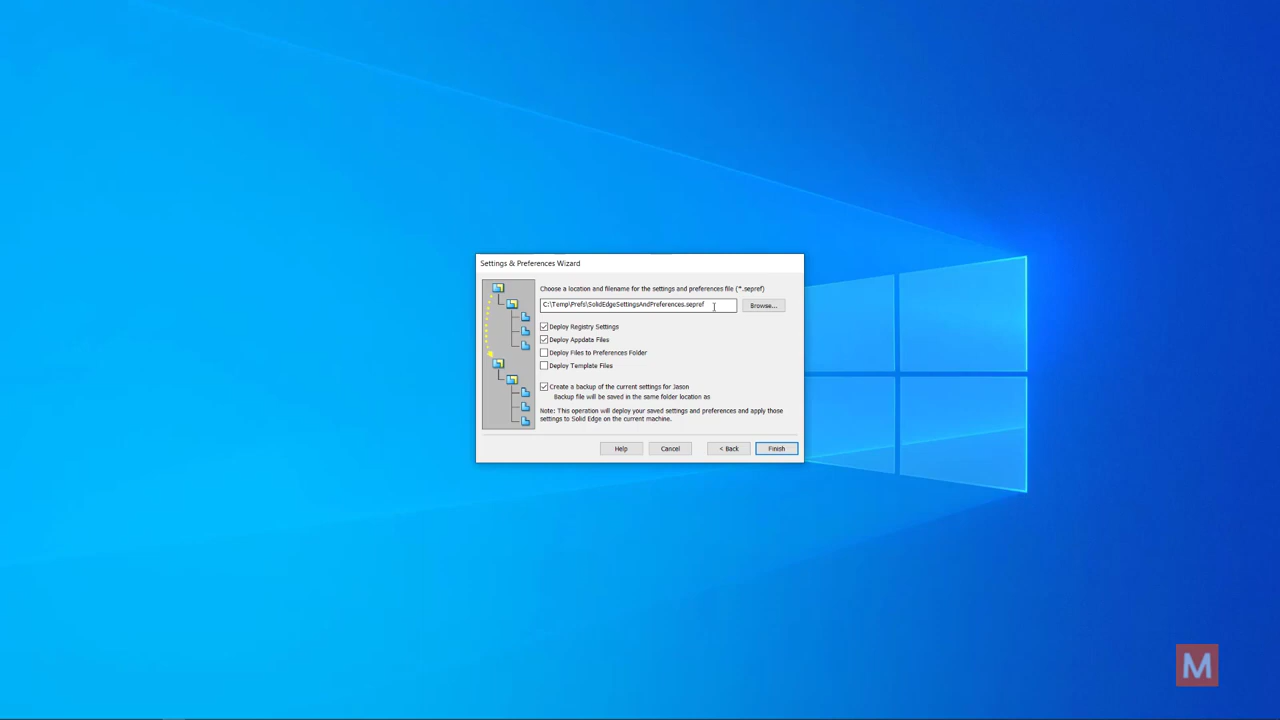 Settings & Preferences Wizard
Choose a location and filename for the settings and preferences file (*.sepref)
C:\Temp\Prefs\SolidEdgeSettingsAndPreferences.sepref
Browse...
Deploy Registry Settings
Deploy Appdata Files
Deploy Files to Preferences Folder
Deploy Template Files
Create a backup of the current settings for Jason
Backup file will be saved in the same folder location as
Note: This operation will deploy your saved settings and preferences and apply those
settings to Solid Edge on the current machine.
Help
Cancel
< Back
Finish
M